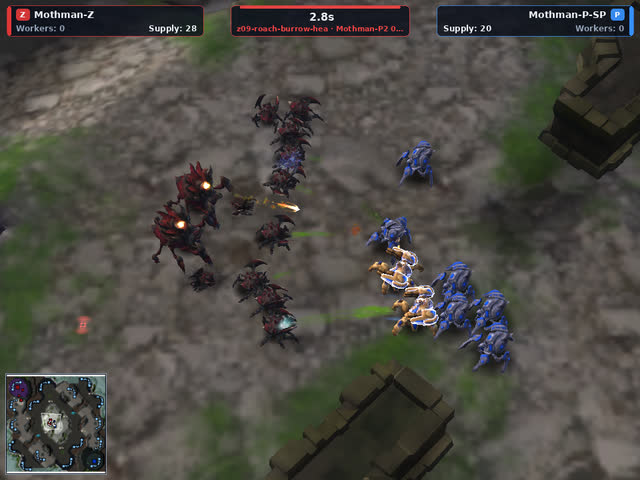 Z Mothman-Z
Workers: 0 Supply: 28
2.8s
z09-roach-burrow-hea · Mothman-P2 0...
Mothman-P-SP P
Supply: 20 Workers: 0